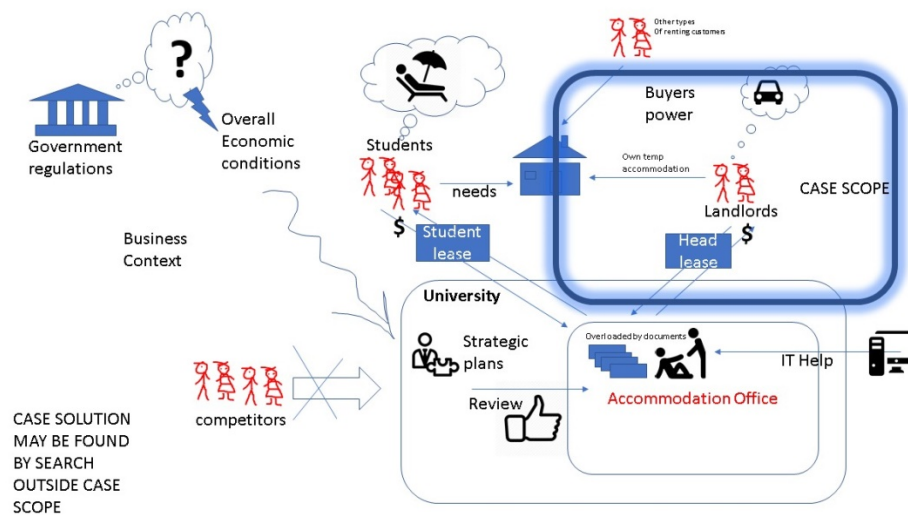 Other types
Of renting customers
?
Government
regulations
Overall
Economic
conditions
Students
needs
Buyers
power
Own temp
accommodation
Landlords
CASE SCOPE
$
Student
lease
$
Head
lease
Business
Context
University
Strategic
plans
Overloaded by documents
IT Help
Review
Accommodation Office
competitors
CASE SOLUTION
MAY BE FOUND
BY SEARCH
OUTSIDE CASE
SCOPE